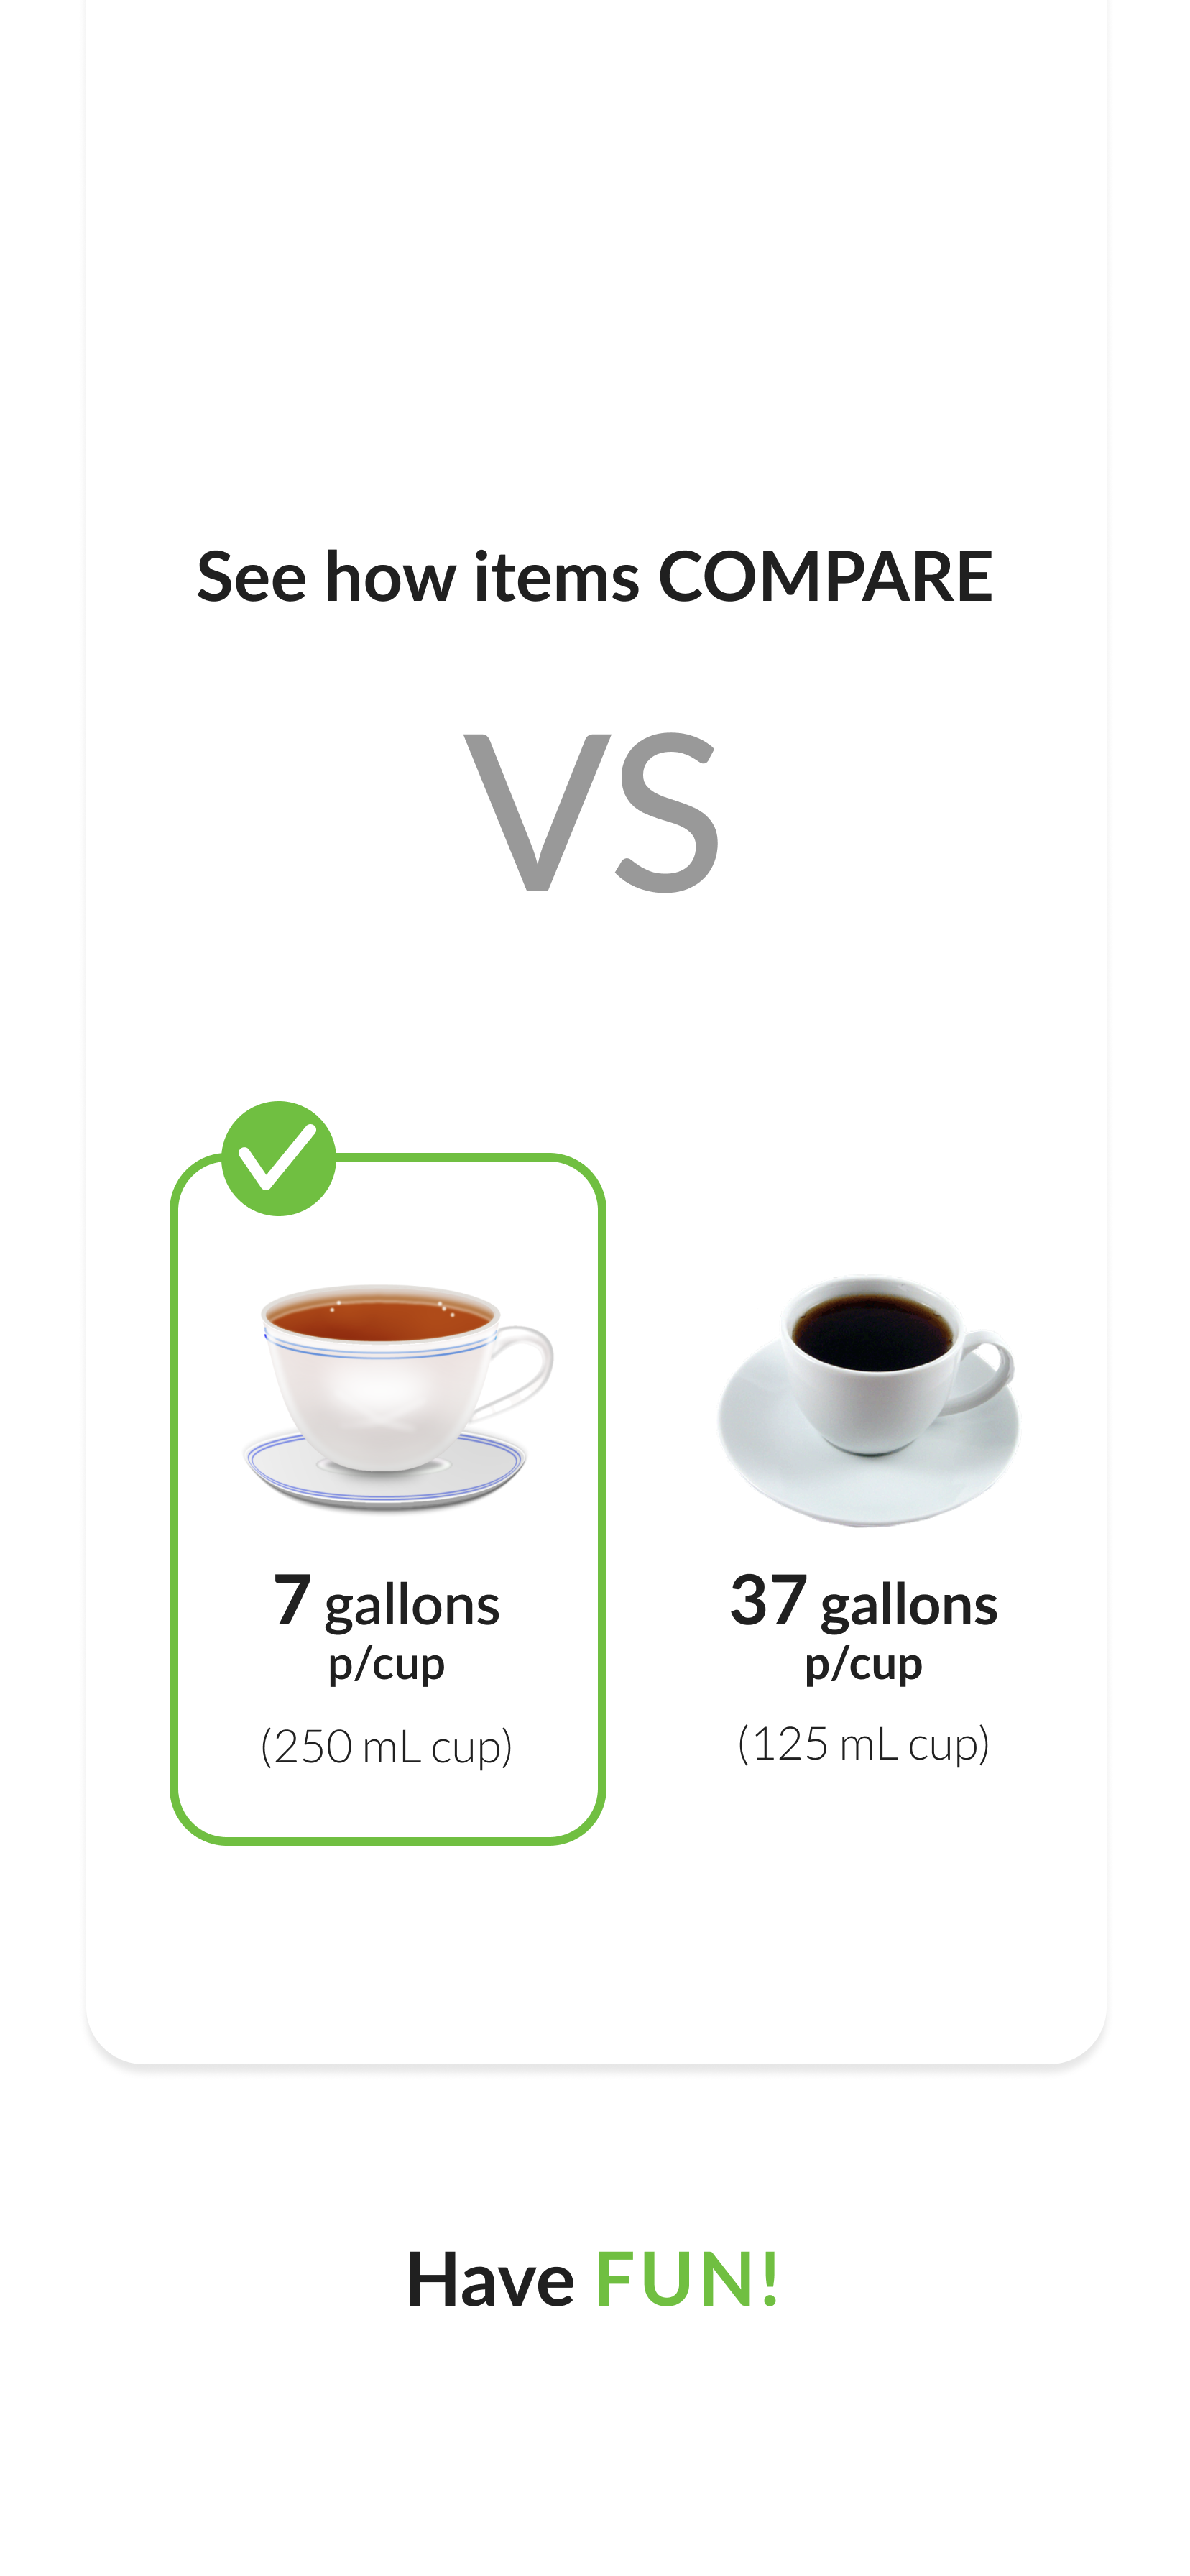 See how items COMPARE
VS
7 gallons
p/cup
(250 mL cup)
37 gallons
p/cup
(125 mL cup)
Have FUN!